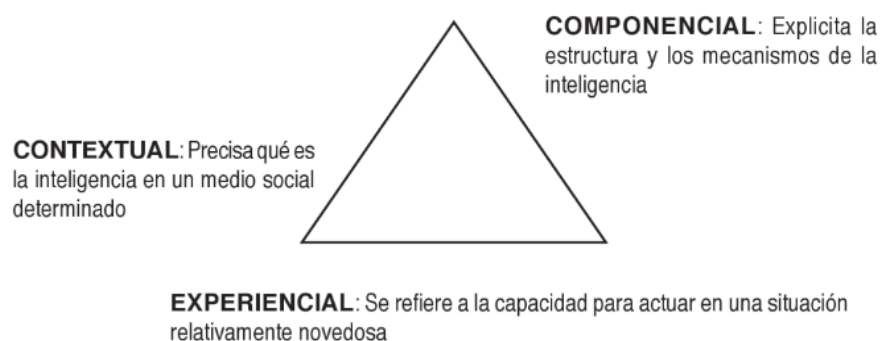 COMPONENCIAL: Explicita la
estructura y los mecanismos de la
inteligencia
CONTEXTUAL: Precisa qué es
la inteligencia en un medio social
determinado
EXPERIENCIAL: Se refiere a la capacidad para actuar en una situación
relativamente novedosa